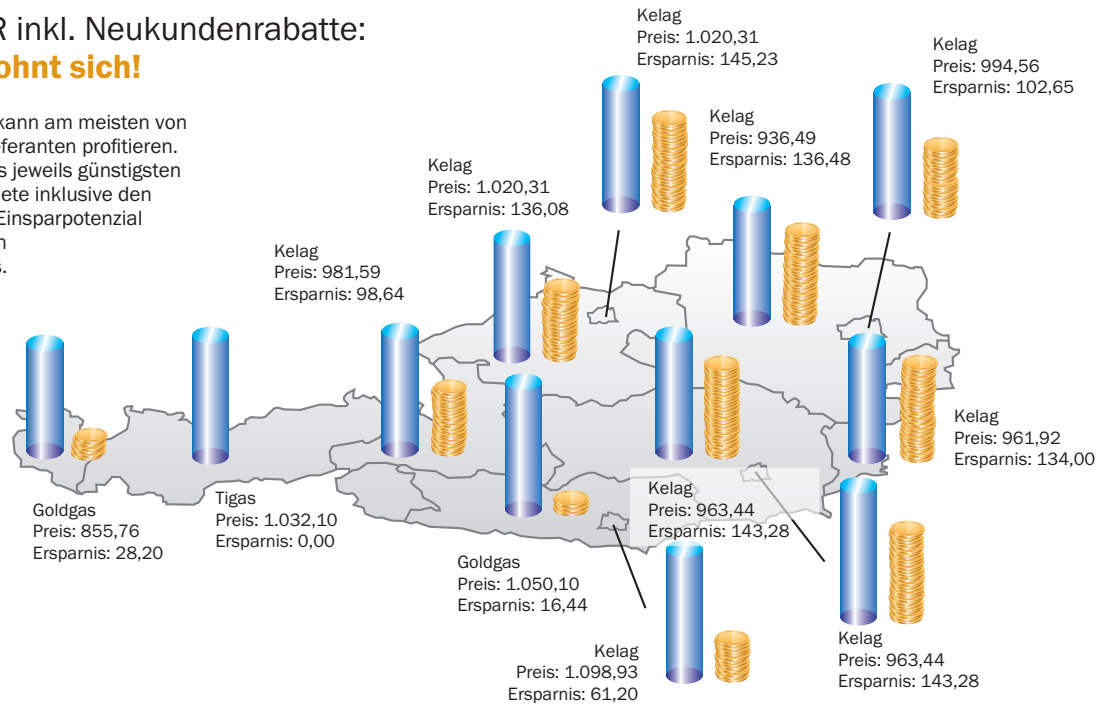 R inkl. Neukundenrabatte:
ohnt sich!
kann am meisten von
eferanten profitieren.
s jeweils günstigsten
ete inklusive den
Einsparpotenzial
Kelag
Preis: 1.020,31
Ersparnis: 145,23
Kelag
Preis: 994,56
Ersparnis: 102,65
Kelag
Preis: 936,49
Ersparnis: 136,48
Kelag
Preis: 1.020,31
Ersparnis: 136,08
Kelag
Preis: 981,59
Ersparnis: 98,64
Goldgas
Preis: 855,76
Ersparnis: 28,20
Tigas
Preis: 1.032,10
Ersparnis: 0,00
Goldgas
Preis: 1.050,10
Ersparnis: 16,44
Kelag
Preis: 963,44
Ersparnis: 143,28
Kelag
Preis: 961,92
Ersparnis: 134,00
Kelag
Preis: 1.098,93
Ersparnis: 61,20
Kelag
Preis: 963,44
Ersparnis: 143,28